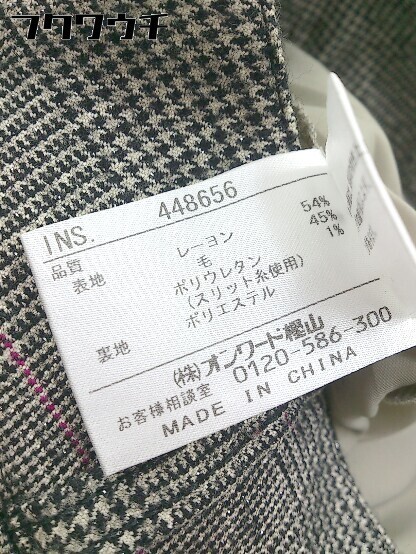 フクワウチ
INS. 448656
品質
表地 レーヨン 54%
毛 45%
ポリウレタン 1%
(スリット糸使用)
裏地 ポリエステル
(株)オンワード樫山
お客様相談室 0120-586-300
MADE IN CHINA